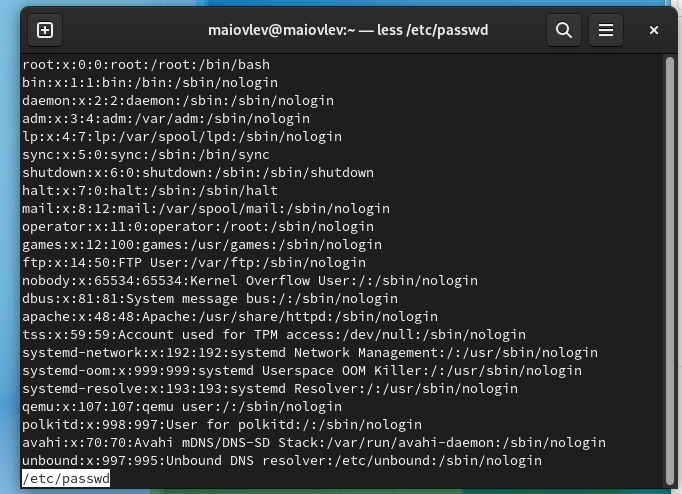 maiovlev@maiovlev:~ — less /etc/passwd
root:x:0:0:root:/root:/bin/bash
bin:x:1:1:bin:/bin:/sbin/nologin
daemon:x:2:2:daemon:/sbin:/sbin/nologin
adm:x:3:4:adm:/var/adm:/sbin/nologin
lp:x:4:7:lp:/var/spool/lpd:/sbin/nologin
sync:x:5:0:sync:/sbin:/bin/sync
shutdown:x:6:0:shutdown:/sbin:/sbin/shutdown
halt:x:7:0:halt:/sbin:/sbin/halt
mail:x:8:12:mail:/var/spool/mail:/sbin/nologin
operator:x:11:0:operator:/root:/sbin/nologin
games:x:12:100:games:/usr/games:/sbin/nologin
ftp:x:14:50:FTP User:/var/ftp:/sbin/nologin
nobody:x:65534:65534:Kernel Overflow User:/:/sbin/nologin
dbus:x:81:81:System message bus:/:/sbin/nologin
apache:x:48:48:Apache:/usr/share/httpd:/sbin/nologin
tss:x:59:59:Account used for TPM access:/dev/null:/sbin/nologin
systemd-network:x:192:192:systemd Network Management:/:/usr/sbin/nologin
systemd-oom:x:999:999:systemd Userspace OOM Killer:/:/usr/sbin/nologin
systemd-resolve:x:193:193:systemd Resolver:/:/usr/sbin/nologin
qemu:x:107:107:qemu user:/:/sbin/nologin
polkitd:x:998:997:User for polkitd:/:/sbin/nologin
avahi:x:70:70:Avahi mDNS/DNS-SD Stack:/var/run/avahi-daemon:/sbin/nologin
unbound:x:997:995:Unbound DNS resolver:/etc/unbound:/sbin/nologin
/etc/passwd